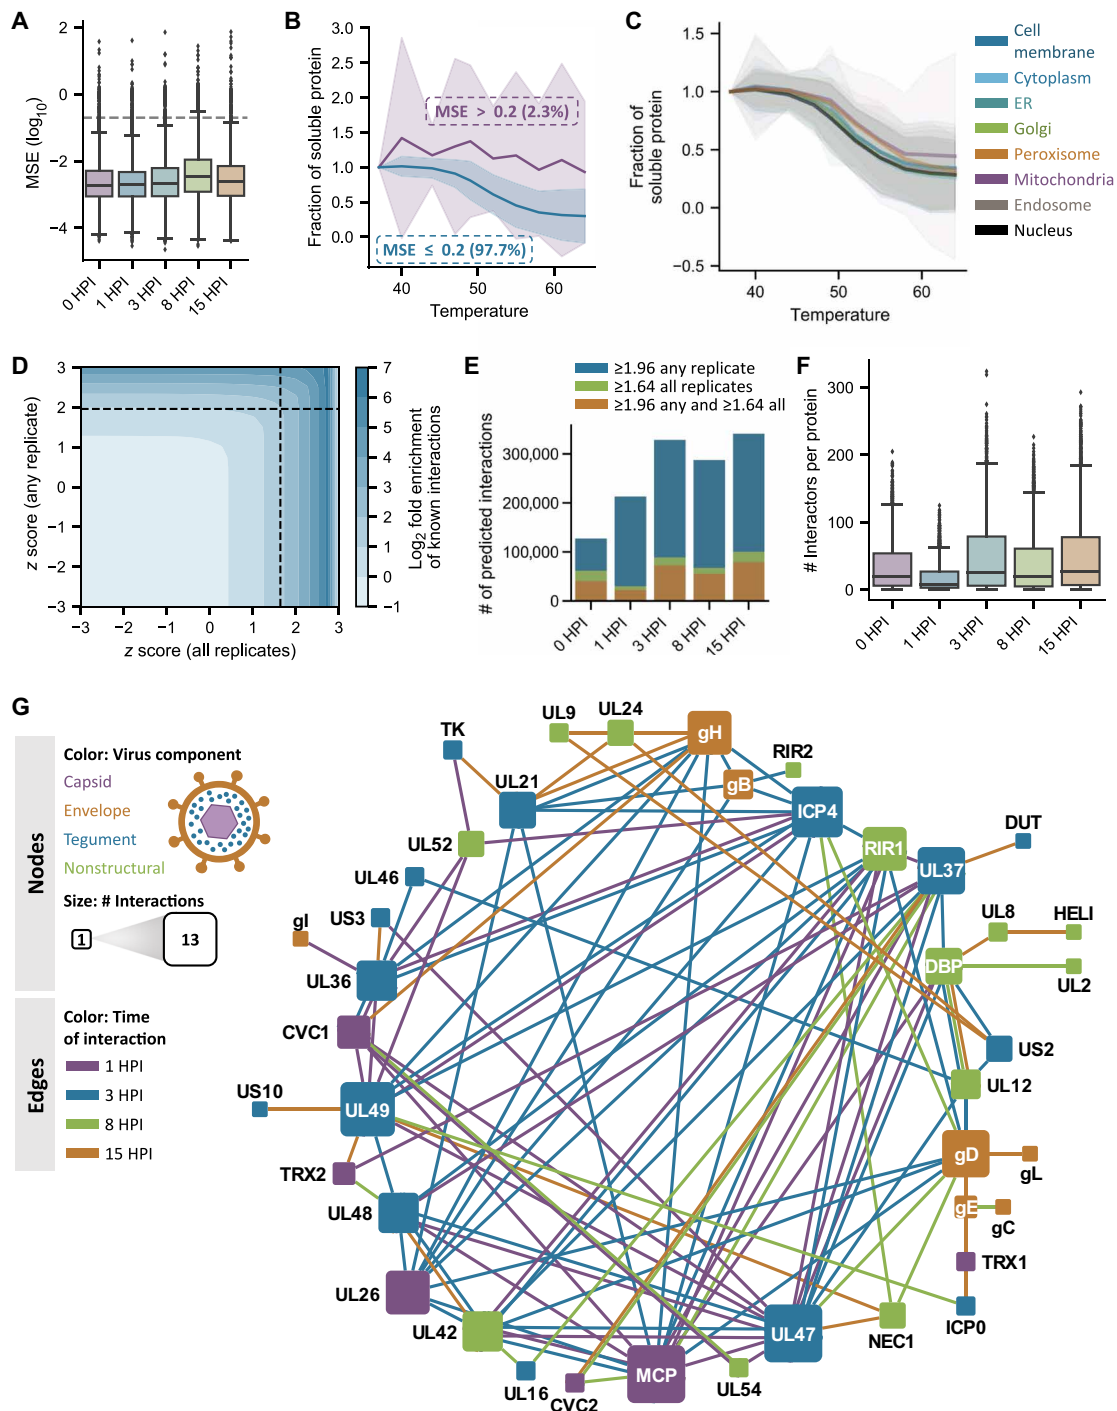 A
MSE (log10)
2
0
−2
−4
0 HPI
1 HPI
3 HPI
8 HPI
15 HPI
B
Fraction of soluble protein
3.0
2.5
2.0
1.5
1.0
0.5
0.0
MSE > 0.2 (2.3%)
MSE ≤ 0.2 (97.7%)
40
60
Temperature
C
Fraction of
soluble protein
1.5
1.0
0.5
0.0
−0.5
40
50
60
Temperature
Cell
membrane
Cytoplasm
ER
Golgi
Peroxisome
Mitochondria
Endosome
Nucleus
D
z score (any replicate)
3
2
1
0
−1
−2
−3
−3
−2
−1
0
1
2
3
z score (all replicates)
7
6
5
4
3
2
1
0
−1
Log2 fold enrichment
of known interactions
E
≥1.96 any replicate
≥1.64 all replicates
≥1.96 any and ≥1.64 all
# of predicted interactions
300,000
200,000
100,000
0
0 HPI
1 HPI
3 HPI
8 HPI
15 HPI
F
# Interactors per protein
300
200
100
0
0 HPI
1 HPI
3 HPI
8 HPI
15 HPI
G
Nodes
Color: Virus component
Capsid
Envelope
Tegument
Nonstructural
Size: # Interactions
1
13
Edges
Color: Time
of interaction
1 HPI
3 HPI
8 HPI
15 HPI
UL9
UL24
gH
TK
RIR2
gB
UL21
ICP4
DUT
UL52
RIR1
UL37
UL46
US3
UL8
HELI
gI
DBP
UL36
UL2
CVC1
US2
UL12
US10
UL49
gD
gL
TRX2
gE
gC
UL48
TRX1
UL26
ICP0
UL42
UL47
NEC1
UL16
CVC2
MCP
UL54